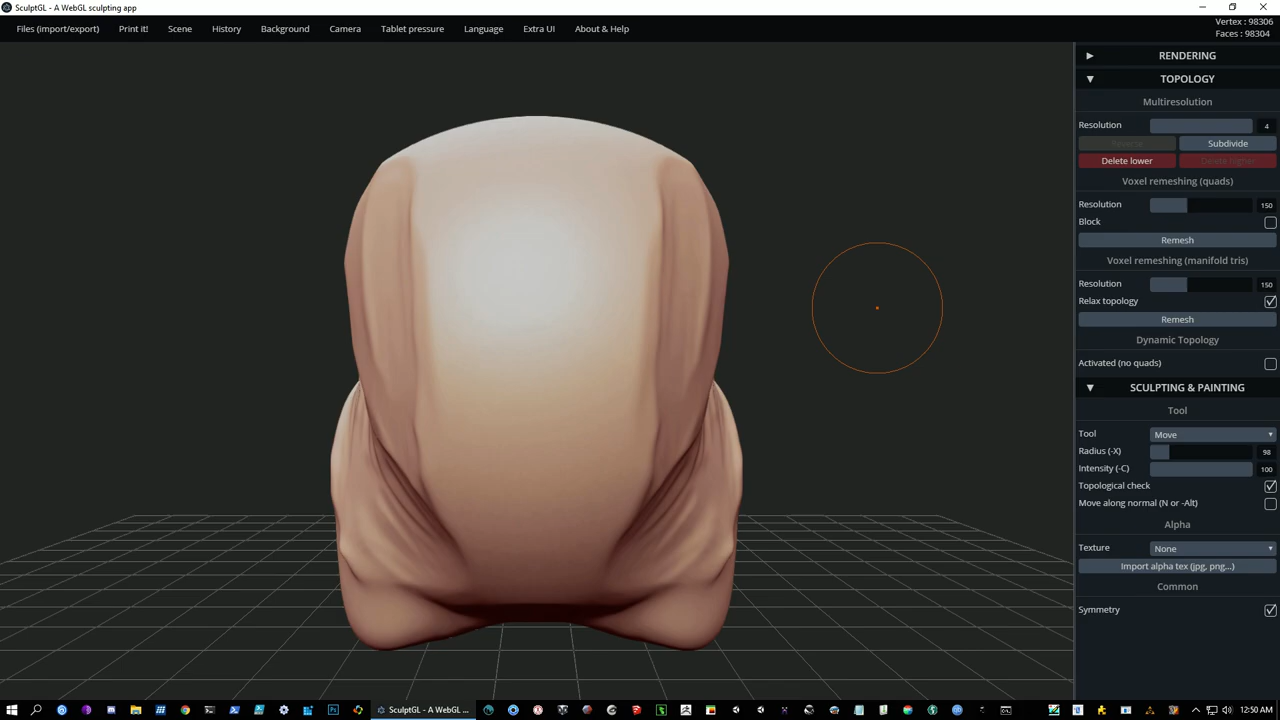 SculptGL - A WebGL sculpting app
Files (import/export) Print it! Scene History Background Camera Tablet pressure Language Extra UI About & Help
Vertex : 98306
Faces : 98304
RENDERING
TOPOLOGY
Multiresolution
Resolution 4
Reverse Subdivide
Delete lower Delete higher
Voxel remeshing (quads)
Resolution 150
Block
Remesh
Voxel remeshing (manifold tris)
Resolution 150
Relax topology
Remesh
Dynamic Topology
Activated (no quads)
SCULPTING & PAINTING
Tool
Tool Move
Radius (-X) 98
Intensity (-C) 100
Topological check
Move along normal (N or -Alt)
Alpha
Texture None
Import alpha tex (jpg, png...)
Common
Symmetry
SculptGL - A WebGL ...
12:50 AM